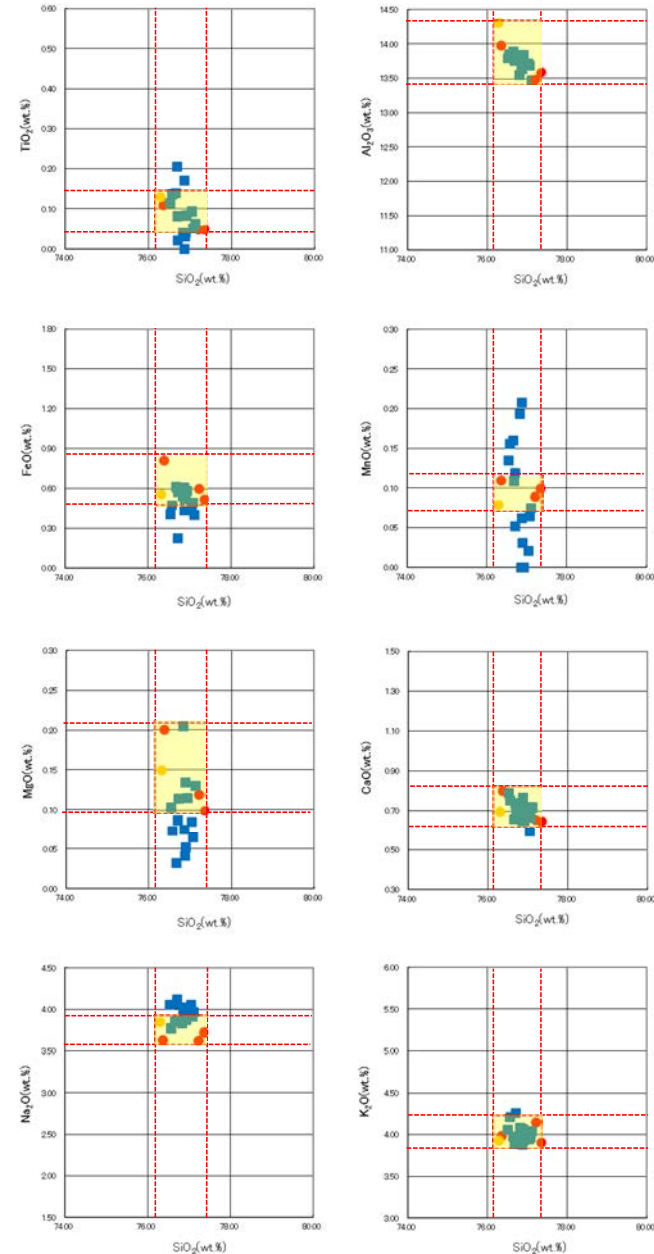 0.60
0.50
0.40
0.30
0.20
0.10
0.00
TiO₂(wt.%)
74.00 76.00 78.00 80.00
SiO₂(wt.%)
14.50
14.00
13.50
13.00
12.50
12.00
11.50
11.00
Al₂O₃(wt.%)
74.00 76.00 78.00 80.00
SiO₂(wt.%)
1.80
1.50
1.20
0.90
0.60
0.30
0.00
FeO(wt.%)
74.00 76.00 78.00 80.00
SiO₂(wt.%)
0.30
0.25
0.20
0.15
0.10
0.05
0.00
MnO(wt.%)
74.00 76.00 78.00 80.00
SiO₂(wt.%)
0.30
0.25
0.20
0.15
0.10
0.05
0.00
MgO(wt.%)
74.00 76.00 78.00 80.00
SiO₂(wt.%)
1.50
1.30
1.10
0.90
0.70
0.50
0.30
CaO(wt.%)
74.00 76.00 78.00 80.00
SiO₂(wt.%)
4.50
4.00
3.50
3.00
2.50
2.00
1.50
Na₂O(wt.%)
74.00 76.00 78.00 80.00
SiO₂(wt.%)
6.00
5.50
5.00
4.50
4.00
3.50
3.00
K₂O(wt.%)
74.00 76.00 78.00 80.00
SiO₂(wt.%)